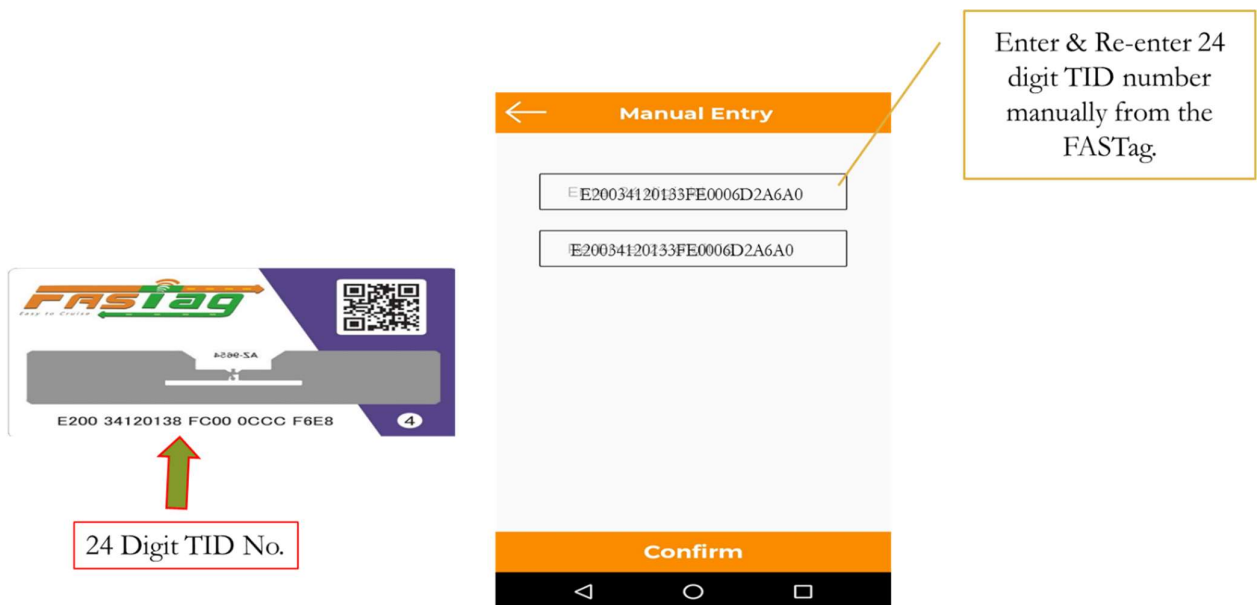 Enter & Re-enter 24
digit TID number
manually from the
FASTag.
Manual Entry
E20034120133FE0006D2A6A0
E20034120133FE0006D2A6A0
FASTag
Easy to Cruise
AZ-9654
E200 34120138 FC00 0CCC F6E8
4
24 Digit TID No.
Confirm